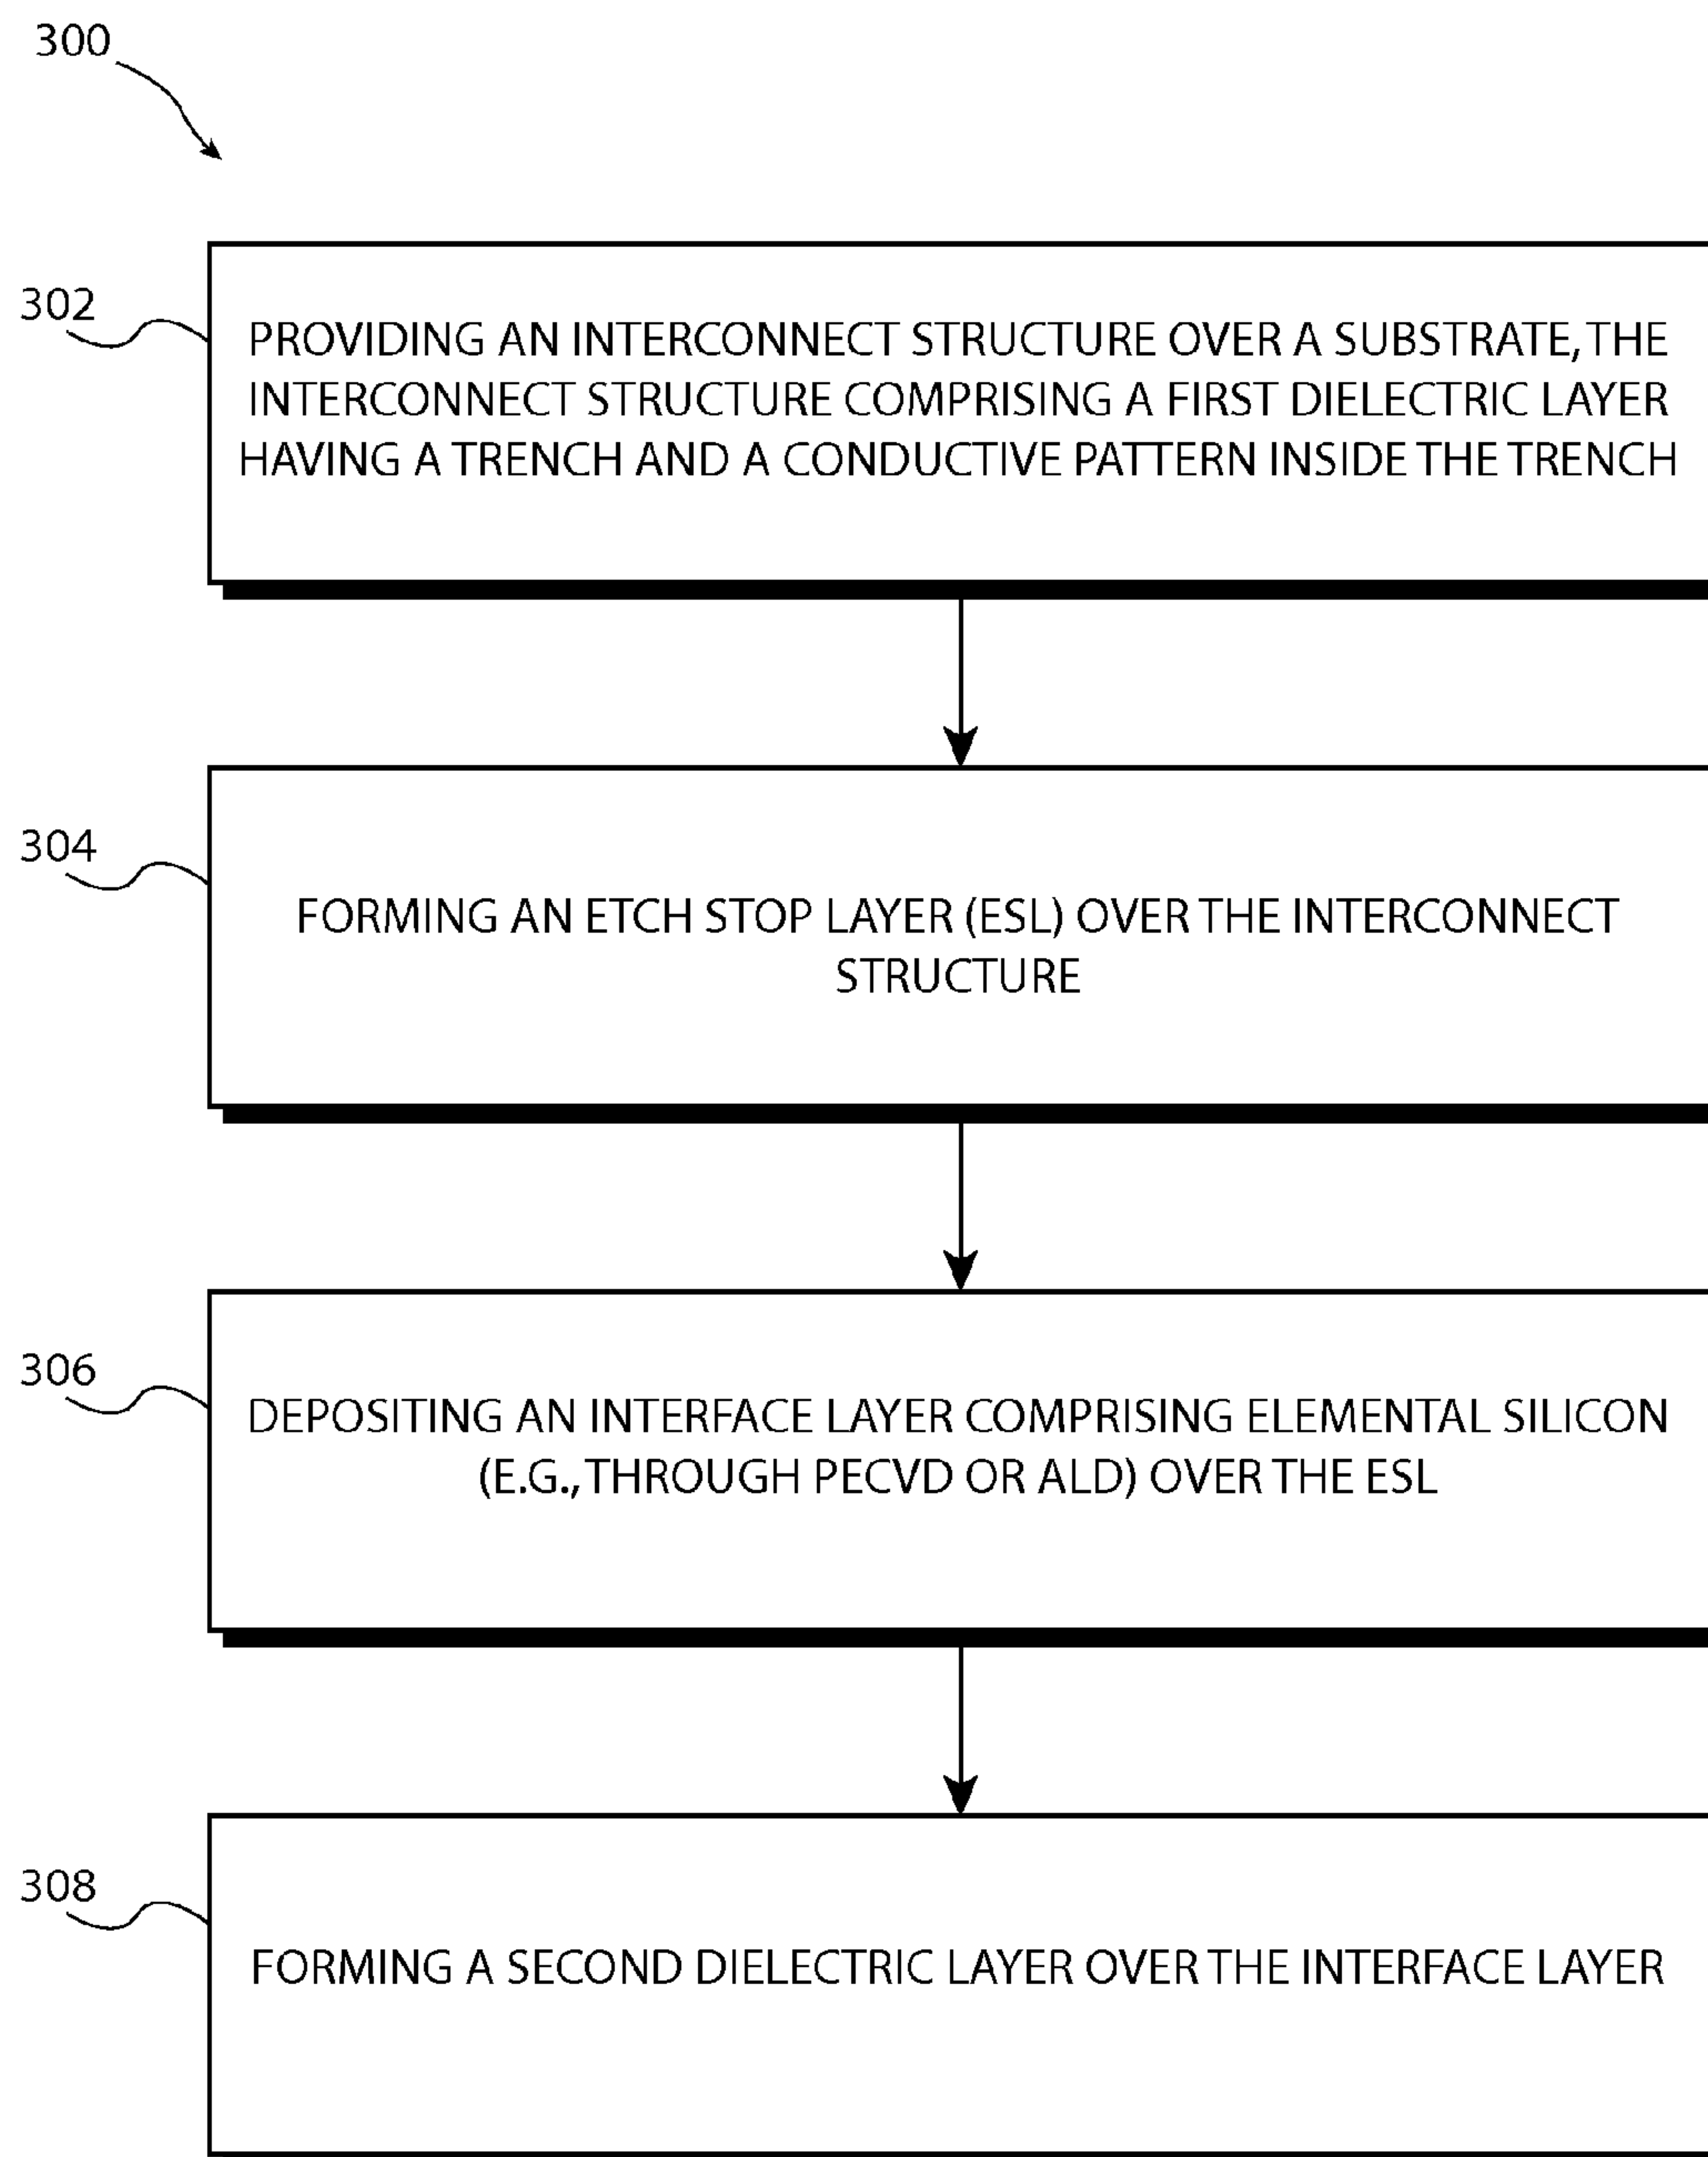 300
302
PROVIDING AN INTERCONNECT STRUCTURE OVER A SUBSTRATE, THE
INTERCONNECT STRUCTURE COMPRISING A FIRST DIELECTRIC LAYER
HAVING A TRENCH AND A CONDUCTIVE PATTERN INSIDE THE TRENCH
304
FORMING AN ETCH STOP LAYER (ESL) OVER THE INTERCONNECT
STRUCTURE
306
DEPOSITING AN INTERFACE LAYER COMPRISING ELEMENTAL SILICON
(E.G., THROUGH PECVD OR ALD) OVER THE ESL
308
FORMING A SECOND DIELECTRIC LAYER OVER THE INTERFACE LAYER